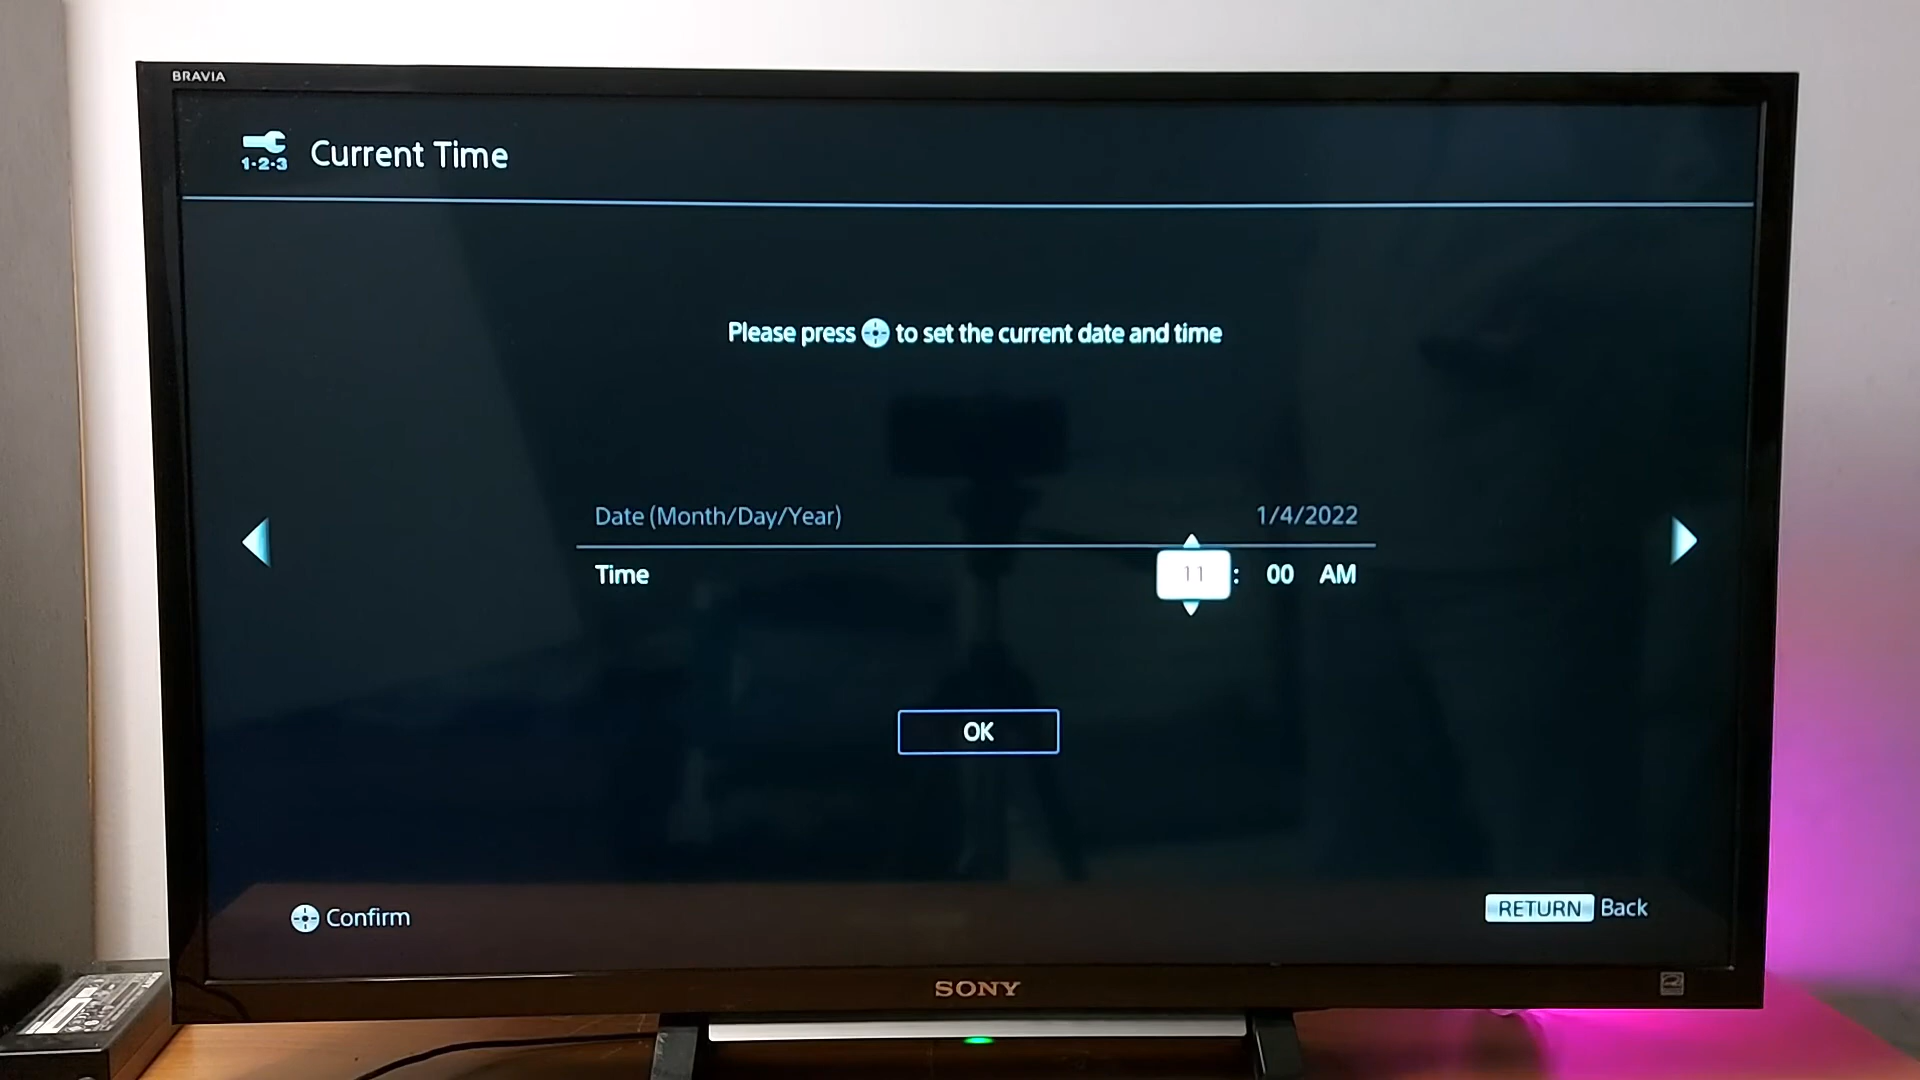 BRAVIA
1-2-3 Current Time
Please press to set the current date and time
Date (Month/Day/Year) 1/4/2022
Time 11 : 00 AM
OK
Confirm
RETURN Back
SONY